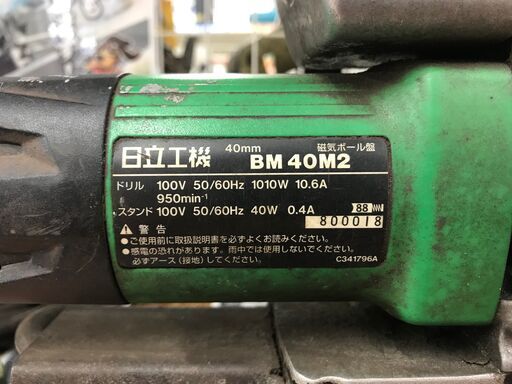 40mm 磁気ボール盤
日立工機 BM 40M2
ドリル 100V 50/60Hz 1010W 10.6A
950min⁻¹
スタンド 100V 50/60Hz 40W 0.4A 88
800018
警告
●ご使用前に取扱説明書を必ずよくお読みください。
●感電の恐れがあります。雨中では使用しないでください。
必ずアース(接地)してください。
C341796A